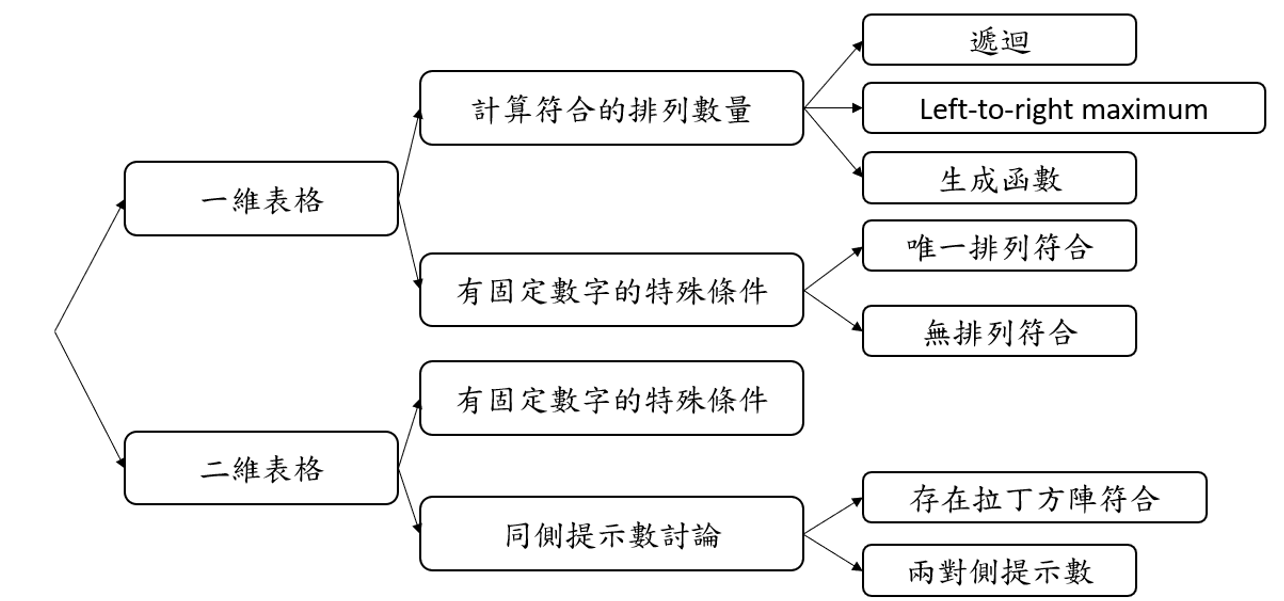 遞迴
計算符合的排列數量
Left-to-right maximum
生成函數
一維表格
唯一排列符合
有固定數字的特殊條件
無排列符合
有固定數字的特殊條件
二維表格
存在拉丁方陣符合
同側提示數討論
兩對側提示數